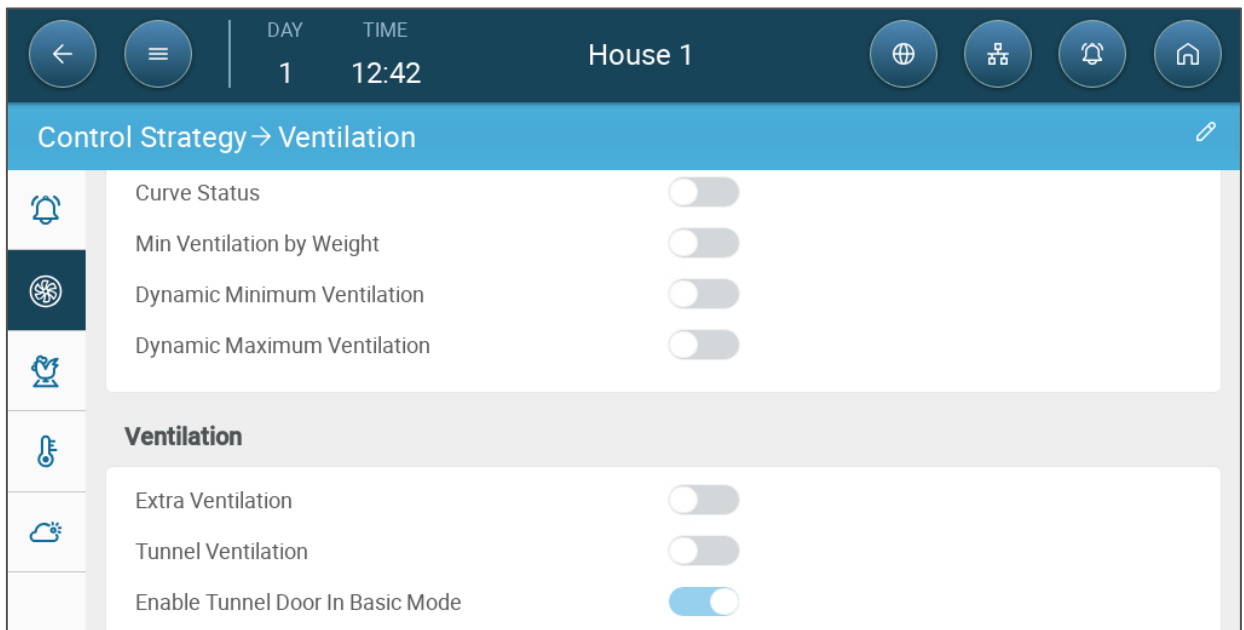 DAY TIME
1 12:42 House 1
Control Strategy → Ventilation
Curve Status
Min Ventilation by Weight
Dynamic Minimum Ventilation
Dynamic Maximum Ventilation
Ventilation
Extra Ventilation
Tunnel Ventilation
Enable Tunnel Door In Basic Mode